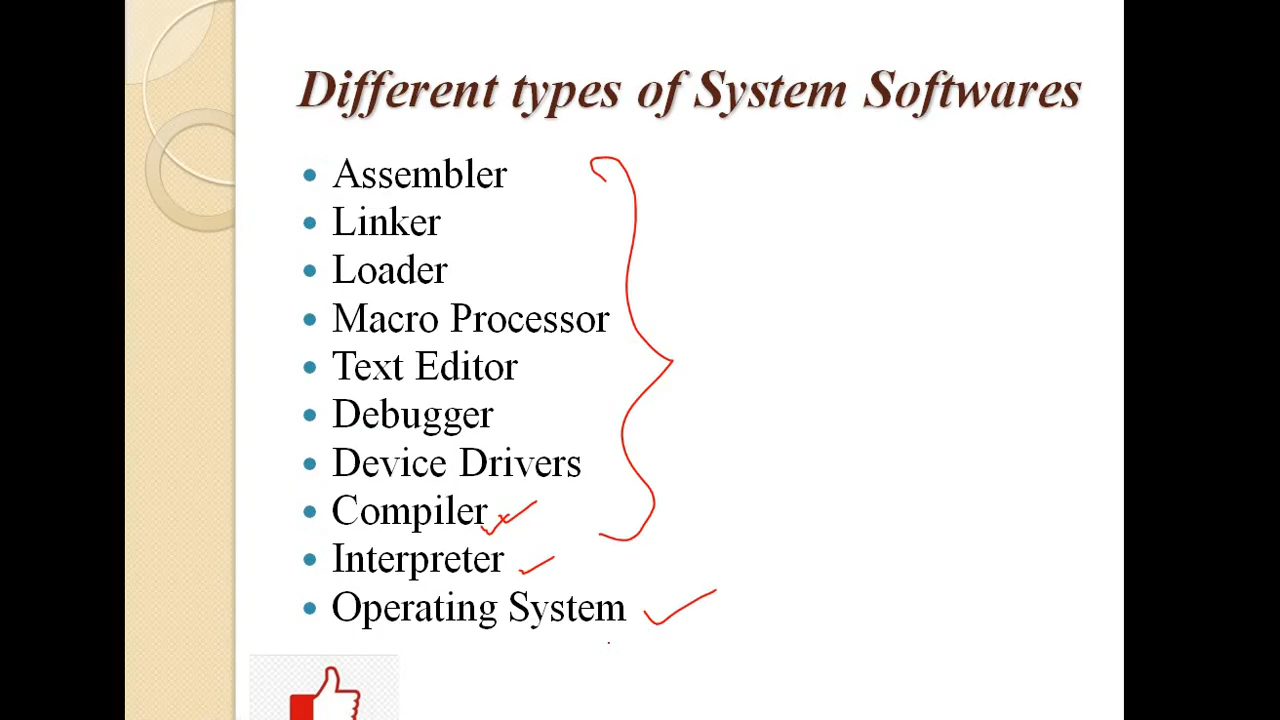 Different types of System Softwares
• Assembler
• Linker
• Loader
• Macro Processor
• Text Editor
• Debugger
• Device Drivers
• Compiler
• Interpreter
• Operating System